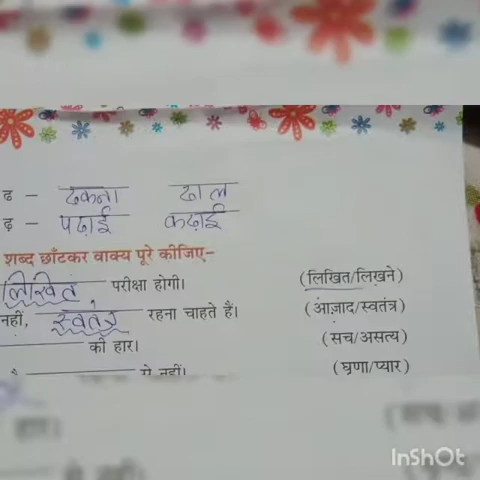 ढ – ढकना ढाल
ढ़ – पढ़ाई कढ़ाई
शब्द छाँटकर वाक्य पूरे कीजिए–
लिखित परीक्षा होगी। (लिखित/लिखने)
नहीं, स्वतंत्र रहना चाहते हैं। (आज़ाद/स्वतंत्र)
की हार। (सच/असत्य)
से नहीं। (घृणा/प्यार)
हार।
InShOt